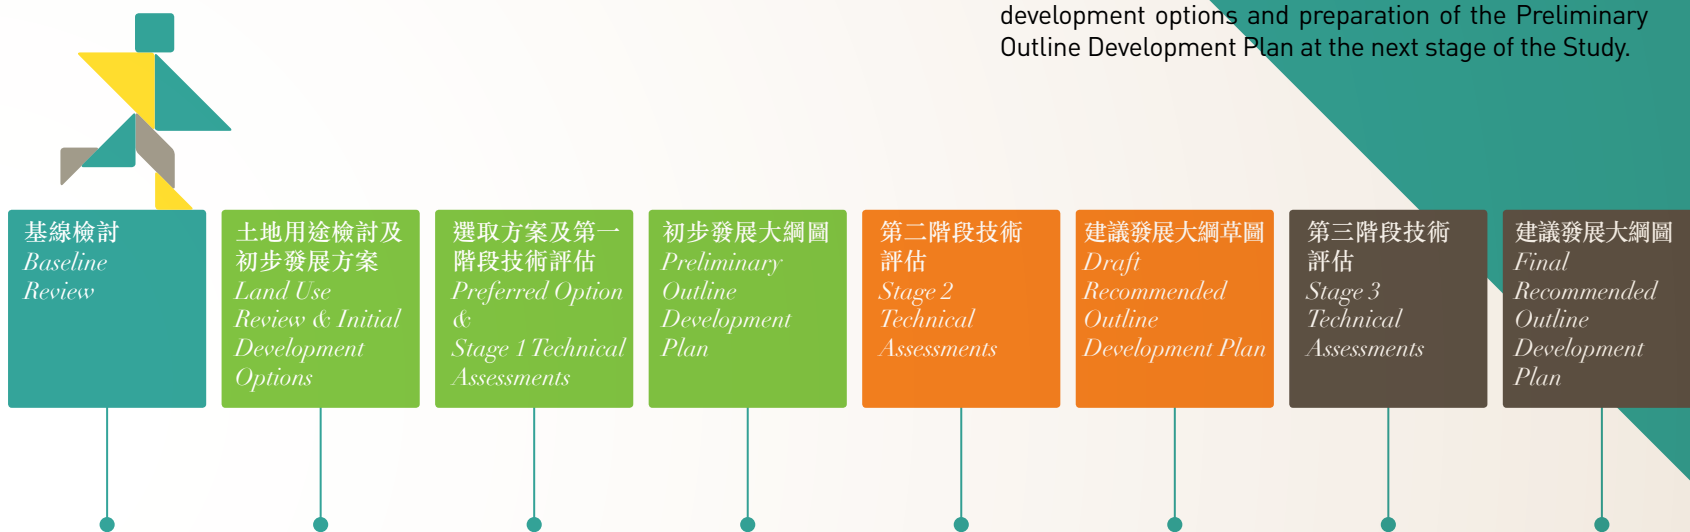 development options and preparation of the Preliminary
Outline Development Plan at the next stage of the Study.
基線檢討
Baseline
Review
土地用途檢討及
初步發展方案
Land Use
Review & Initial
Development
Options
選取方案及第一
階段技術評估
Preferred Option
&
Stage 1 Technical
Assessments
初步發展大綱圖
Preliminary
Outline
Development
Plan
第二階段技術
評估
Stage 2
Technical
Assessments
建議發展大綱草圖
Draft
Recommended
Outline
Development Plan
第三階段技術
評估
Stage 3
Technical
Assessments
建議發展大綱圖
Final
Recommended
Outline
Development
Plan